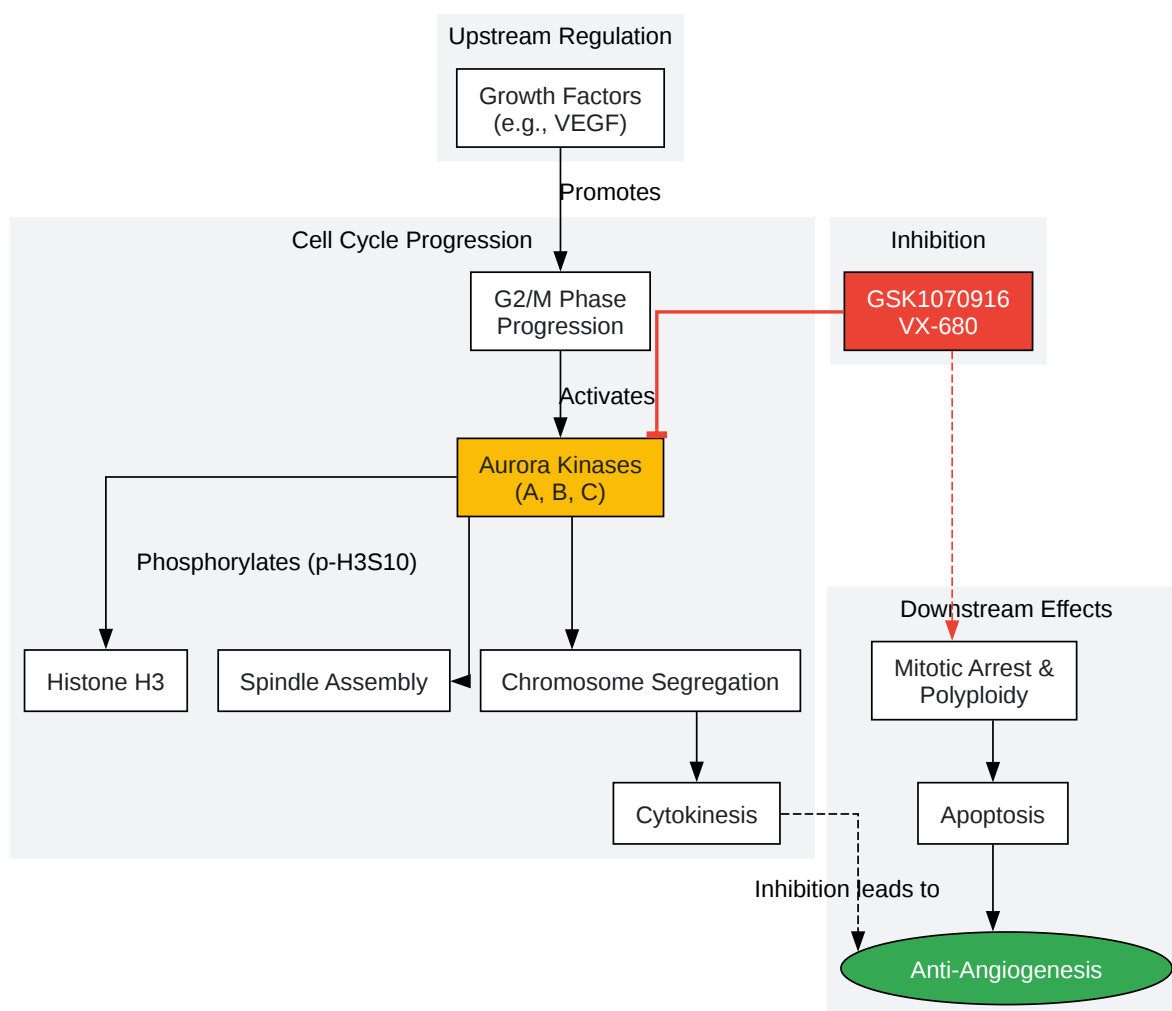 Upstream Regulation
Growth Factors
(e.g., VEGF)
Promotes
Cell Cycle Progression
Inhibition
G2/M Phase
Progression
GSK1070916
VX-680
Activates
Aurora Kinases
(A, B, C)
Phosphorylates (p-H3S10)
Downstream Effects
Histone H3
Spindle Assembly
Chromosome Segregation
Mitotic Arrest &
Polyploidy
Cytokinesis
Apoptosis
Inhibition leads to
Anti-Angiogenesis